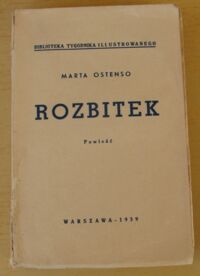 BIBLIOTEKA TYGODNIKA ILLUSTROWANEGO
MARTA OSTENSO
ROZBITEK
Powieść
WARSZAWA-1939